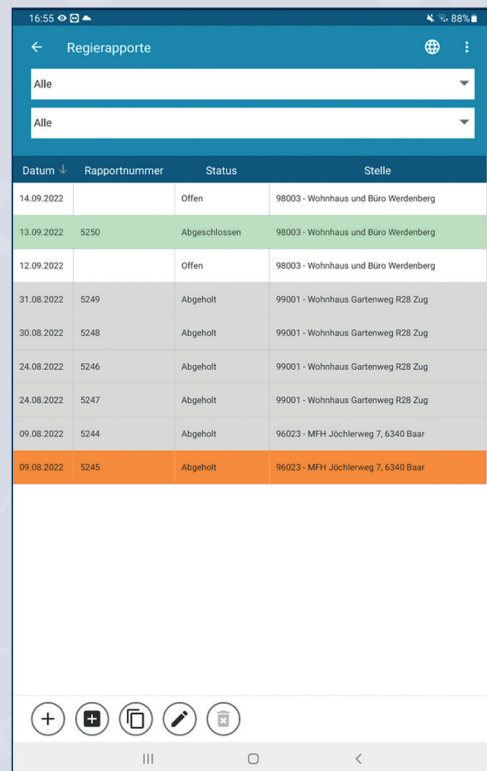 16:55 88%
Regierapporte
Alle
Alle
Datum Rapportnummer Status Stelle
14.09.2022 Offen 98003 - Wohnhaus und Büro Werdenberg
13.09.2022 5250 Abgeschlossen 98003 - Wohnhaus und Büro Werdenberg
12.09.2022 Offen 98003 - Wohnhaus und Büro Werdenberg
31.08.2022 5249 Abgeholt 99001 - Wohnhaus Gartenweg R28 Zug
30.08.2022 5248 Abgeholt 99001 - Wohnhaus Gartenweg R28 Zug
24.08.2022 5246 Abgeholt 99001 - Wohnhaus Gartenweg R28 Zug
24.08.2022 5247 Abgeholt 99001 - Wohnhaus Gartenweg R28 Zug
09.08.2022 5244 Abgeholt 96023 - MFH Jöchlerweg 7, 6340 Baar
09.08.2022 5245 Abgeholt 96023 - MFH Jöchlerweg 7, 6340 Baar